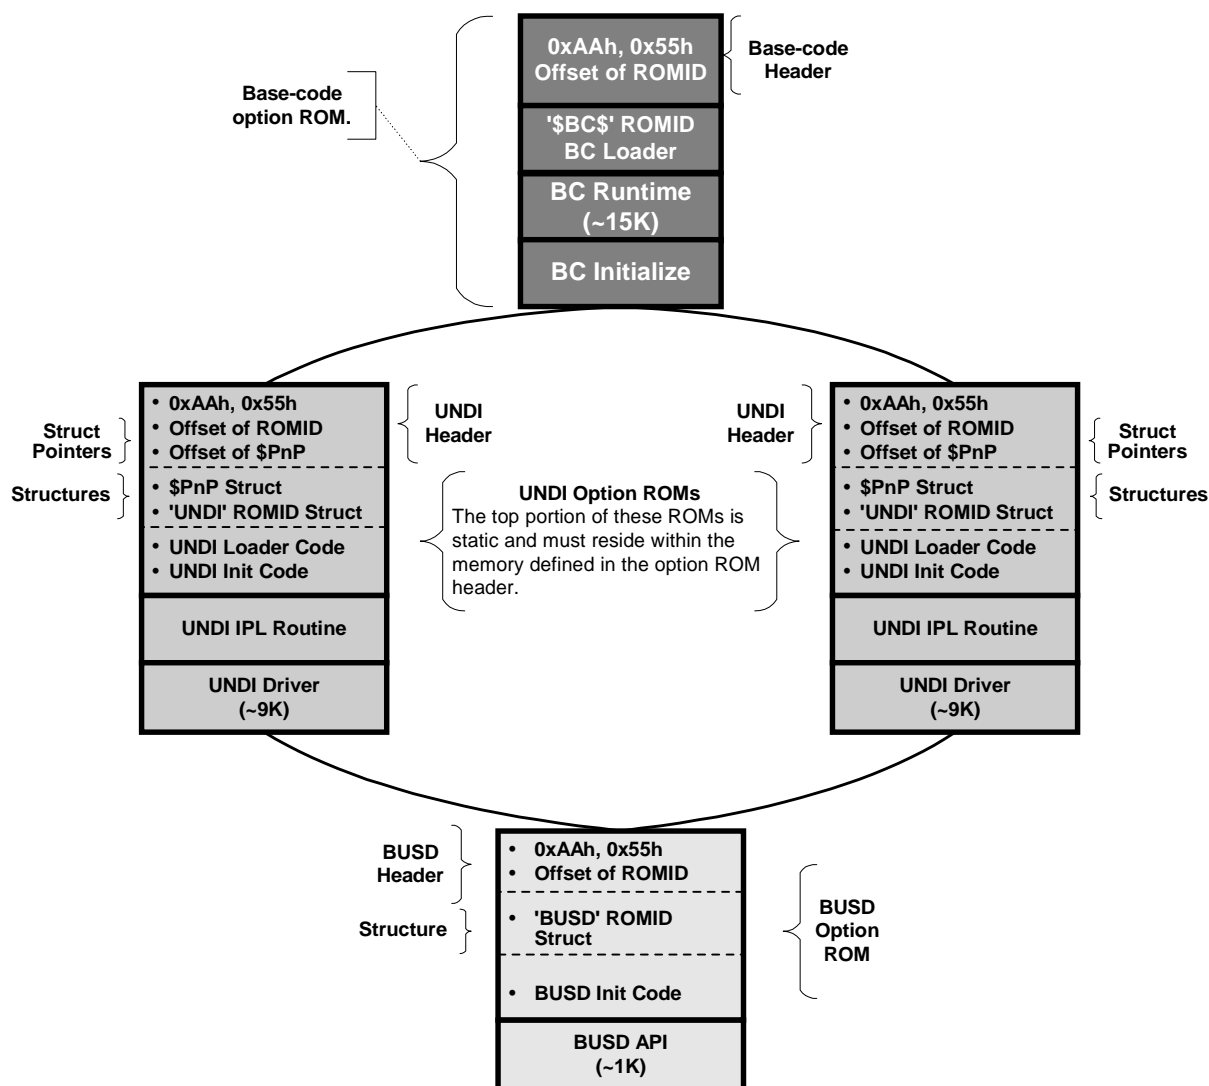 0xAAh, 0x55h
Offset of ROMID
Base-code
Header
Base-code
option ROM.
'$BC$' ROMID
BC Loader
BC Runtime
(~15K)
BC Initialize
• 0xAAh, 0x55h
• Offset of ROMID
• Offset of $PnP
UNDI
Header
Struct
Pointers
Structures
• $PnP Struct
• 'UNDI' ROMID Struct
• UNDI Loader Code
• UNDI Init Code
UNDI IPL Routine
UNDI Driver
(~9K)
UNDI Option ROMs
The top portion of these ROMs is
static and must reside within the
memory defined in the option ROM
header.
UNDI
Header
• 0xAAh, 0x55h
• Offset of ROMID
• Offset of $PnP
Struct
Pointers
• $PnP Struct
• 'UNDI' ROMID Struct
Structures
• UNDI Loader Code
• UNDI Init Code
UNDI IPL Routine
UNDI Driver
(~9K)
BUSD
Header
• 0xAAh, 0x55h
• Offset of ROMID
Structure
• 'BUSD' ROMID
Struct
• BUSD Init Code
BUSD
Option
ROM
BUSD API
(~1K)